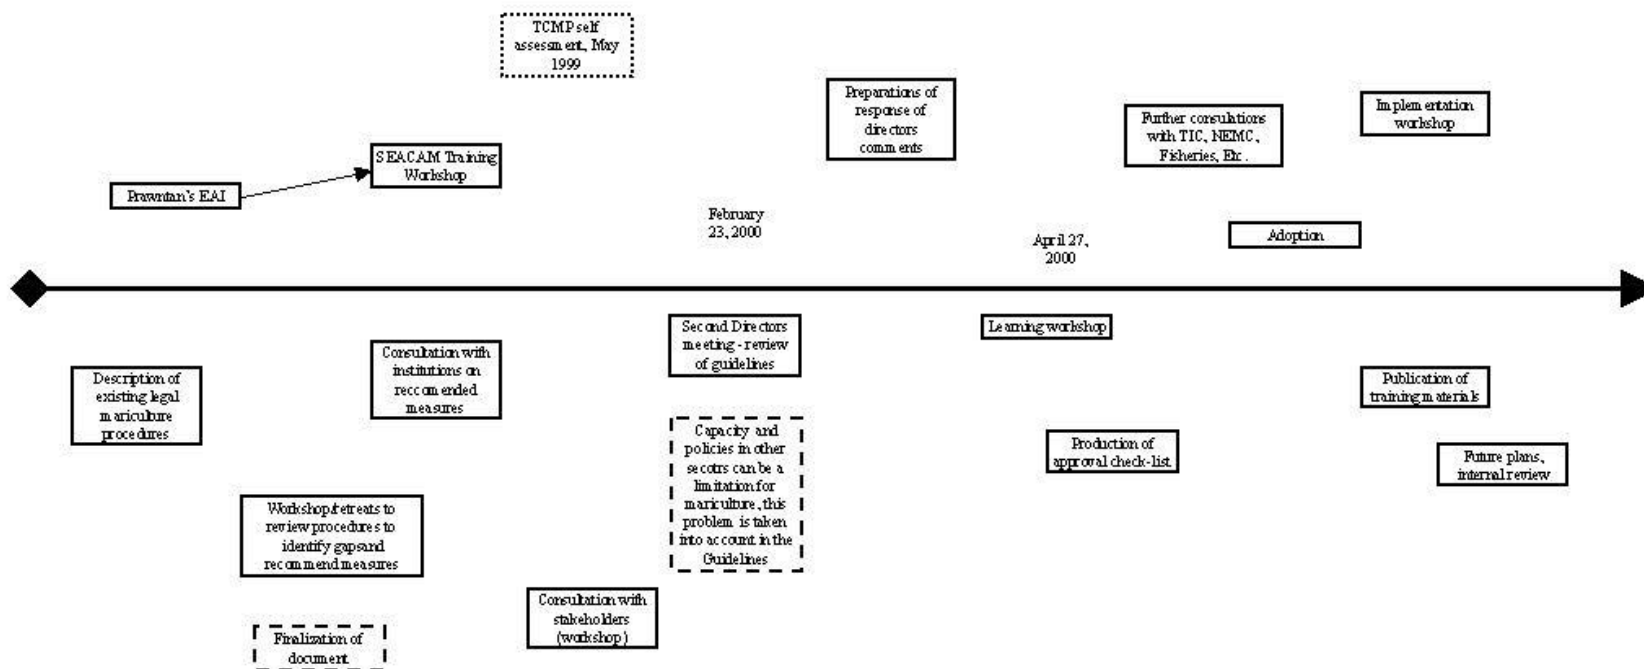 TCMP self
assessment, May
1999
Preparations of
response of
directors
comments
Further consulations
with TIC, NEMC,
Fisheries, Etc.
Implementation
workshop
SEACAM Training
Workshop
Prawntan's EAI
February
23, 2000
April 27,
2000
Adoption
Description of
existing legal
mariculture
procedures
Consultation with
institutions on
reccomended
measures
Second Directors
meeting - review
of guidelines
Learning workshop
Publication of
training materials
Capacity and
policies in other
secotrs can be a
limitation for
mariculture, this
problem is taken
into account in the
Guidelines
Production of
approval check-list
Future plans,
internal review
Workshop/retreats to
review procedures to
identify gaps and
recommend measures
Consultation with
stakeholders
(workshop)
Finalization of
document